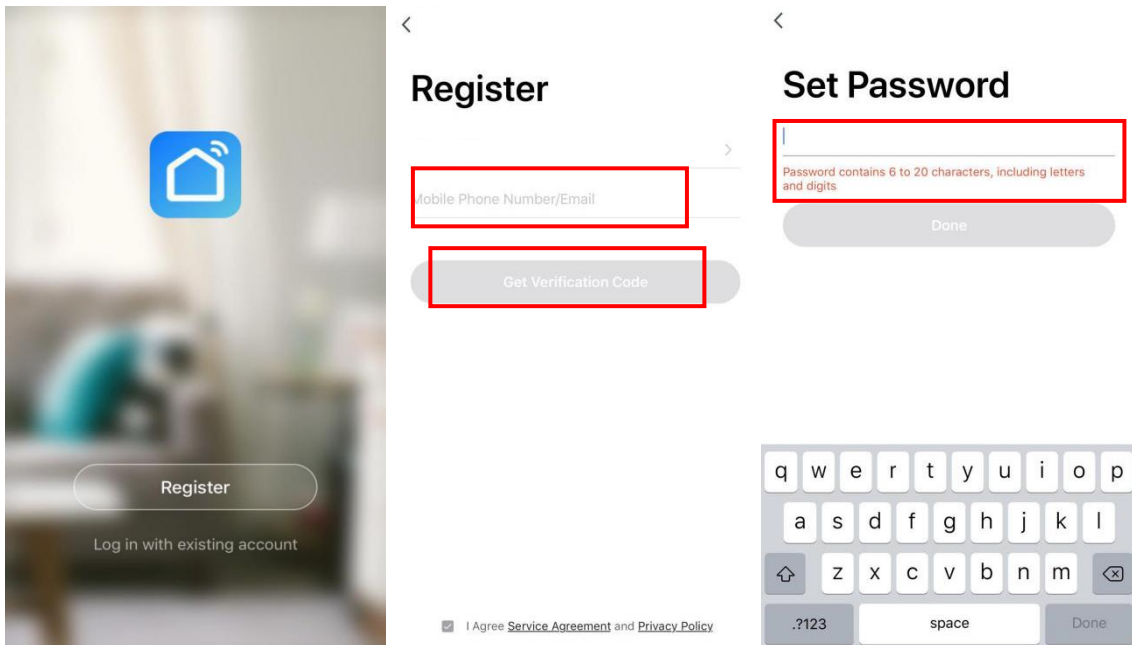 Register
Log in with existing account
Register
Mobile Phone Number/Email
Get Verification Code
I Agree Service Agreement and Privacy Policy
Set Password
Password contains 6 to 20 characters, including letters
and digits
Done
q w e r t y u i o p
a s d f g h j k l
z x c v b n m
.?123 space Done